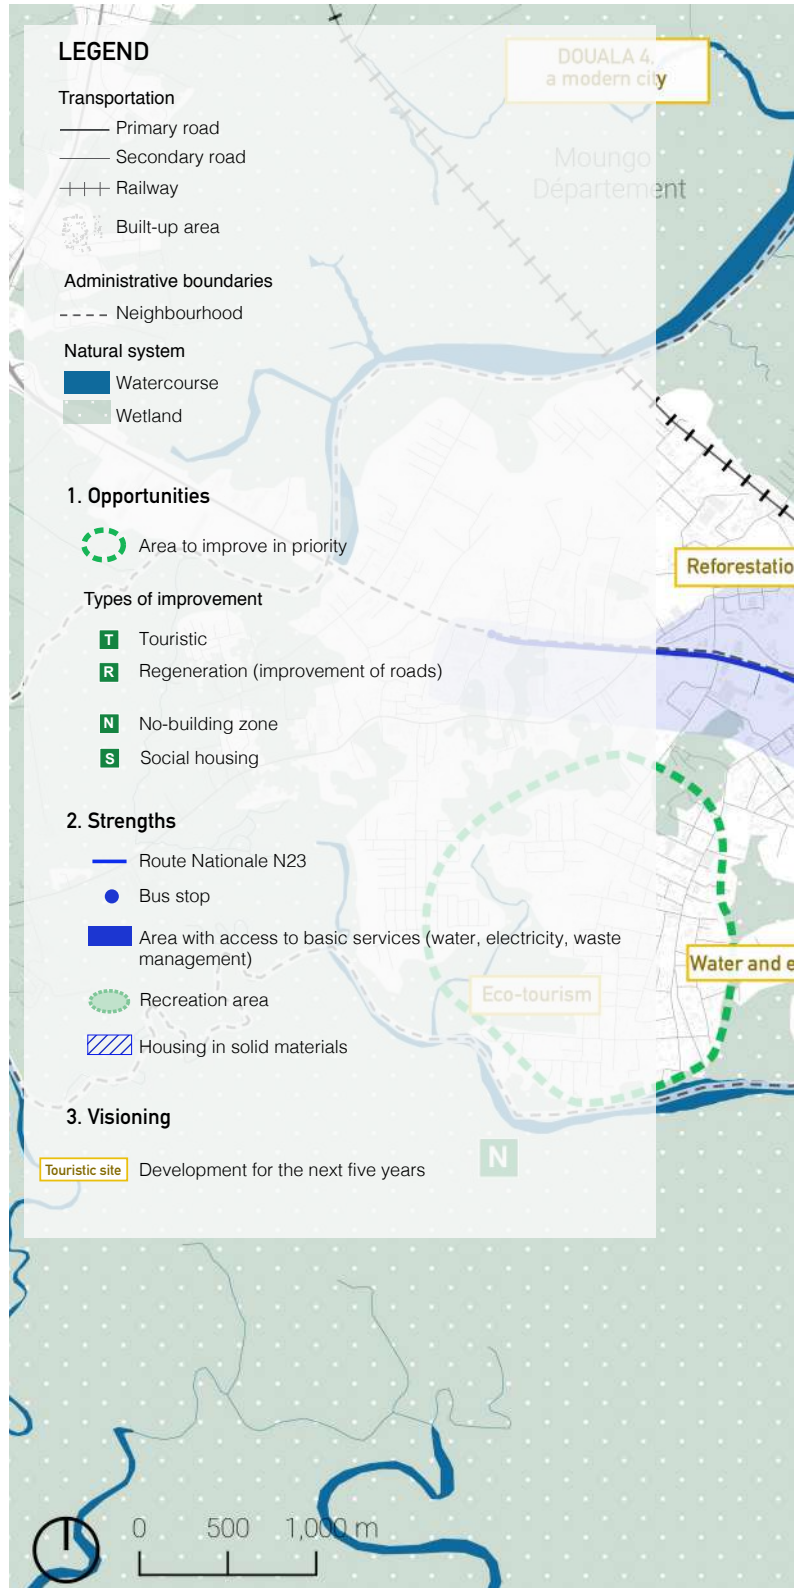 LEGEND
Transportation
Primary road
Secondary road
Railway
Built-up area
Administrative boundaries
Neighbourhood
Natural system
Watercourse
Wetland
1. Opportunities
Area to improve in priority
Types of improvement
T Touristic
R Regeneration (improvement of roads)
N No-building zone
S Social housing
2. Strengths
Route Nationale N23
Bus stop
Area with access to basic services (water, electricity, waste
management)
Recreation area
Housing in solid materials
3. Visioning
Touristic site Development for the next five years
DOUALA 4.
a modern city
Moungo
Département
Reforestatio
Water and e
Eco-tourism
N
0 500 1,000 m